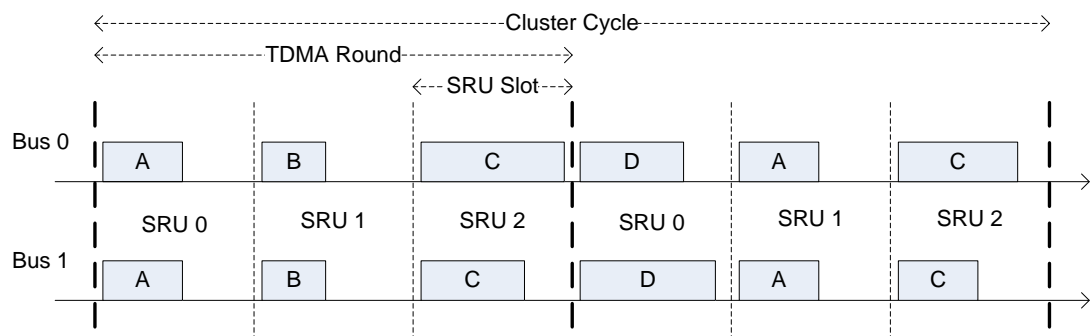 Cluster Cycle
TDMA Round
SRU Slot
Bus 0
A B C D A C
SRU 0 SRU 1 SRU 2 SRU 0 SRU 1 SRU 2
Bus 1
A B C D A C